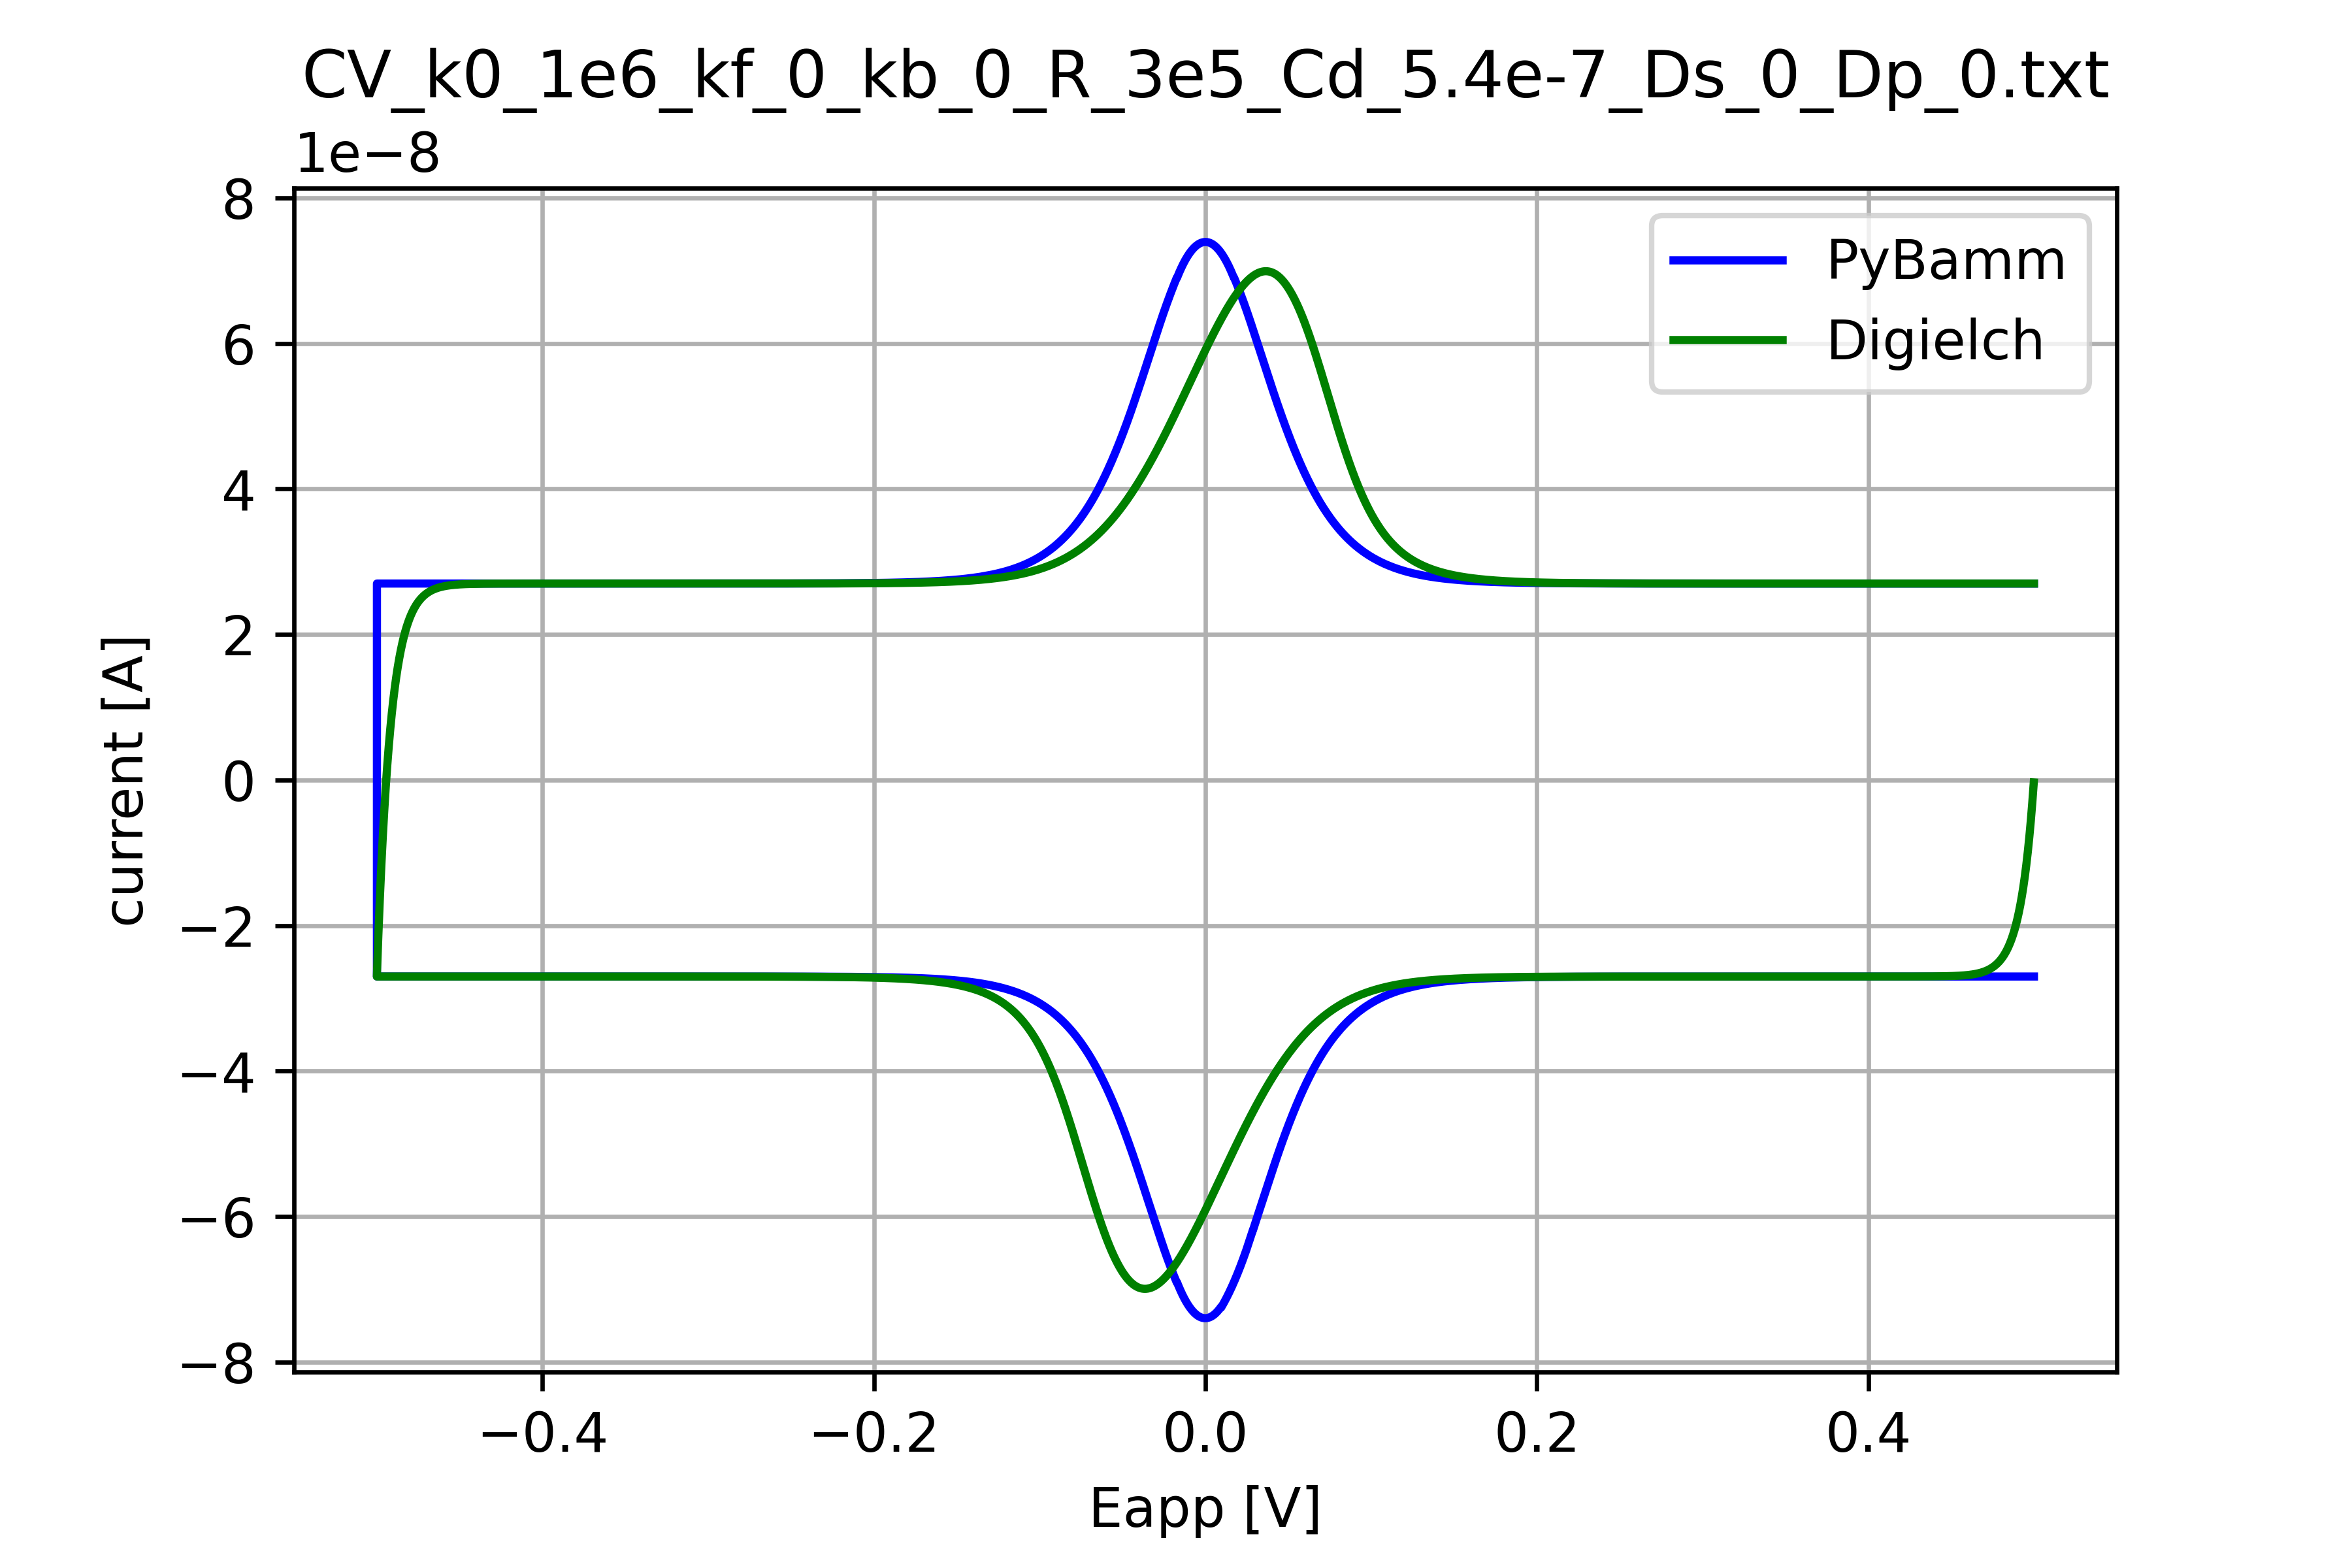 CV_k0_1e6_kf_0_kb_0_R_3e5_Cd_5.4e-7_Ds_0_Dp_0.txt
1e−8
8
6
4
2
0
−2
−4
−6
−8
current [A]
PyBamm
Digielch
−0.4 −0.2 0.0 0.2 0.4
Eapp [V]